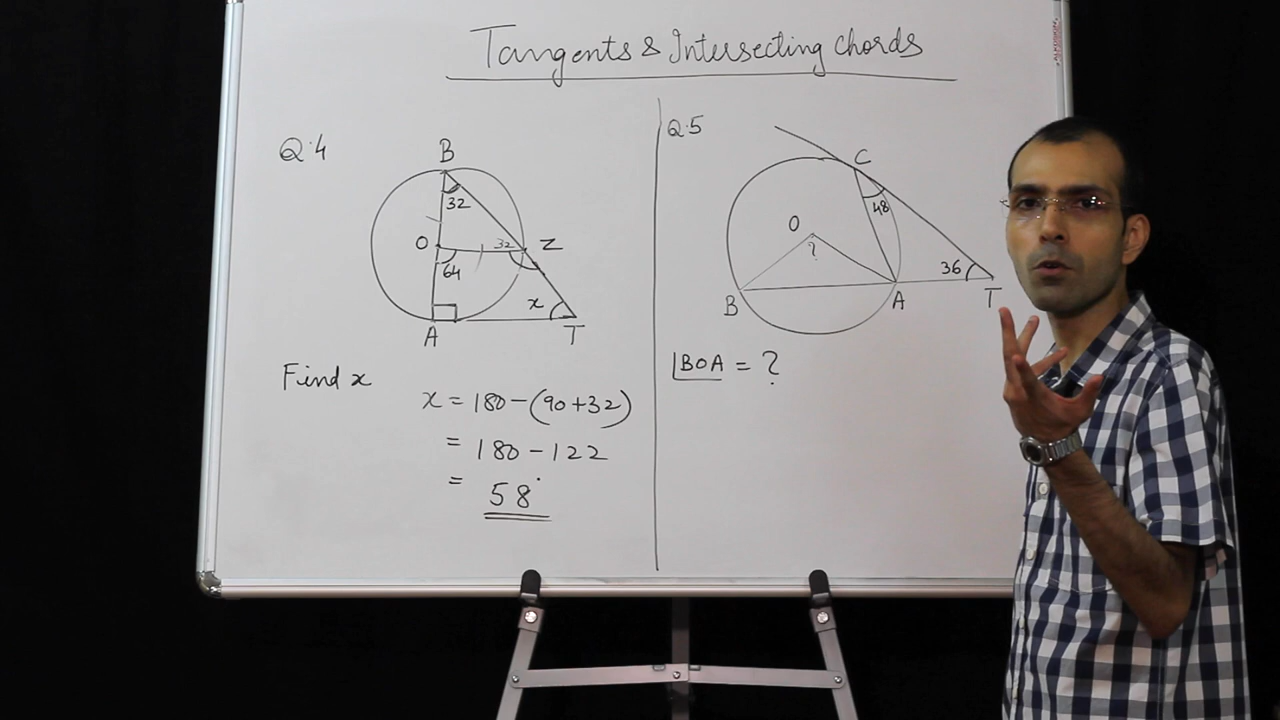 Tangents & Intersecting Chords
Q.4
B
32
O
32
Z
64
x
A
T
Find x
x = 180 - (90+32)
= 180 - 122
= 58°
Q.5
C
48
O
?
36
B
A
T
∠BOA = ?